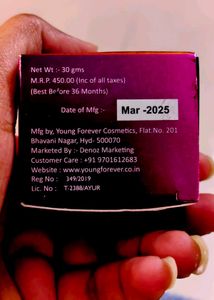 Net Wt :- 30 gms
M.R.P. 450.00 (Inc of all taxes)
(Best Before 36 Months)
Date of Mfg :- Mar -2025
Mfg by, Young Forever Cosmetics, Flat No. 201
Bhavani Nagar, Hyd- 500070
Marketed By :- Denoz Marketing
Customer Care : +91 9701612683
Website : www.youngforever.co.in
Reg No : 349/2019
Lic. No : T-2388/AYUR